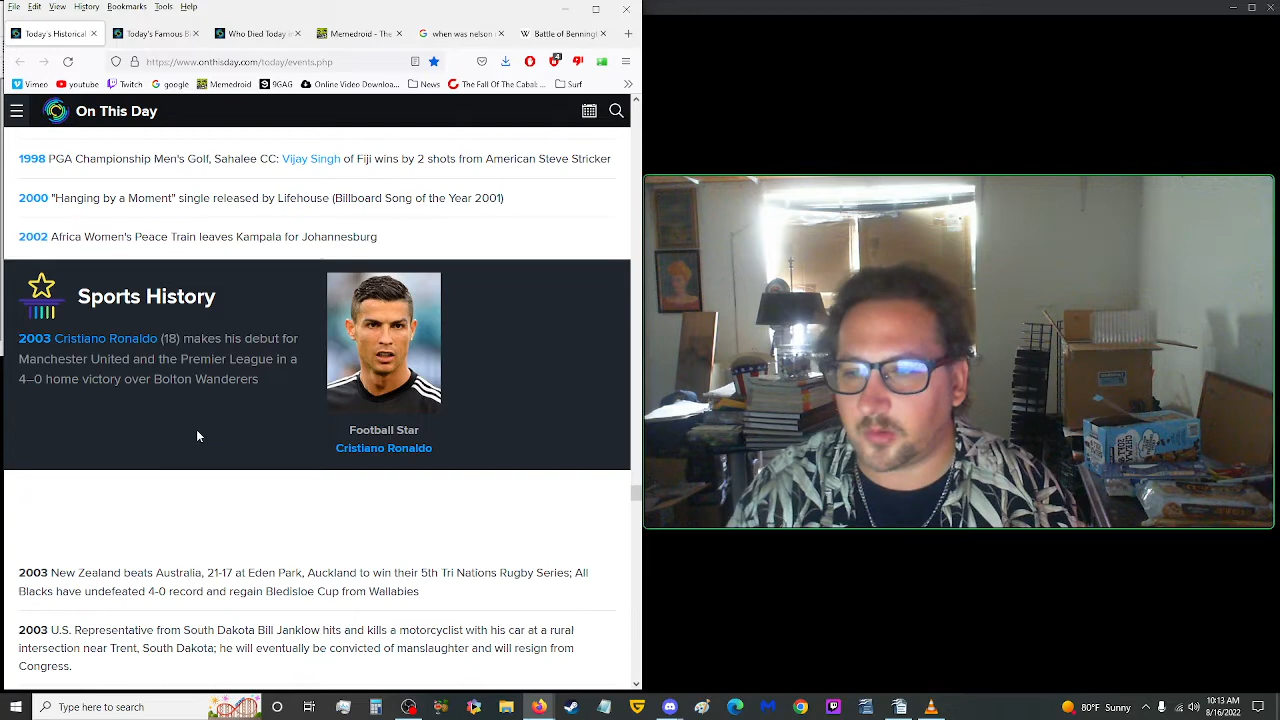 File Edit View History Bookmarks Tools Help
Today's Historical Today's Famous Bi Who Died Today in Memedroid - The when was nelson Battle of Benningt
https://www.onthisday.com/today/events.php
Vimeo youtube Twitch google Memedroid 9GAG Online Video Downloa... News The Fall Of The Cabal: ... Surf
On This Day
1998 PGA Championship Men's Golf, Sahalee CC: Vijay Singh of Fiji wins by 2 shots from American Steve Stricker
2000 "Hanging by a Moment" single released by Lifehouse (Billboard Song of the Year 2001)
2002 Africa Women's Peace Train leaves Kampala for Johannesburg
Sports History
2003 Cristiano Ronaldo (18) makes his debut for
Manchester United and the Premier League in a
4–0 home victory over Bolton Wanderers
Football Star
Cristiano Ronaldo
2003 New Zealand beats Australia, 21-17 at Eden Park, Auckland to win their 5th Tri Nations Rugby Series; All
Blacks have undefeated 4-0 record and regain Bledisloe Cup from Wallabies
2003 U.S. Representative from South Dakota Bill Janklow hits and kills a motorcyclist with his car at a rural
intersection near Trent, South Dakota; he will eventually be convicted of manslaughter and will resign from
Congress.
Type here to search
80°F Sunny
10:13 AM
8/16/2022